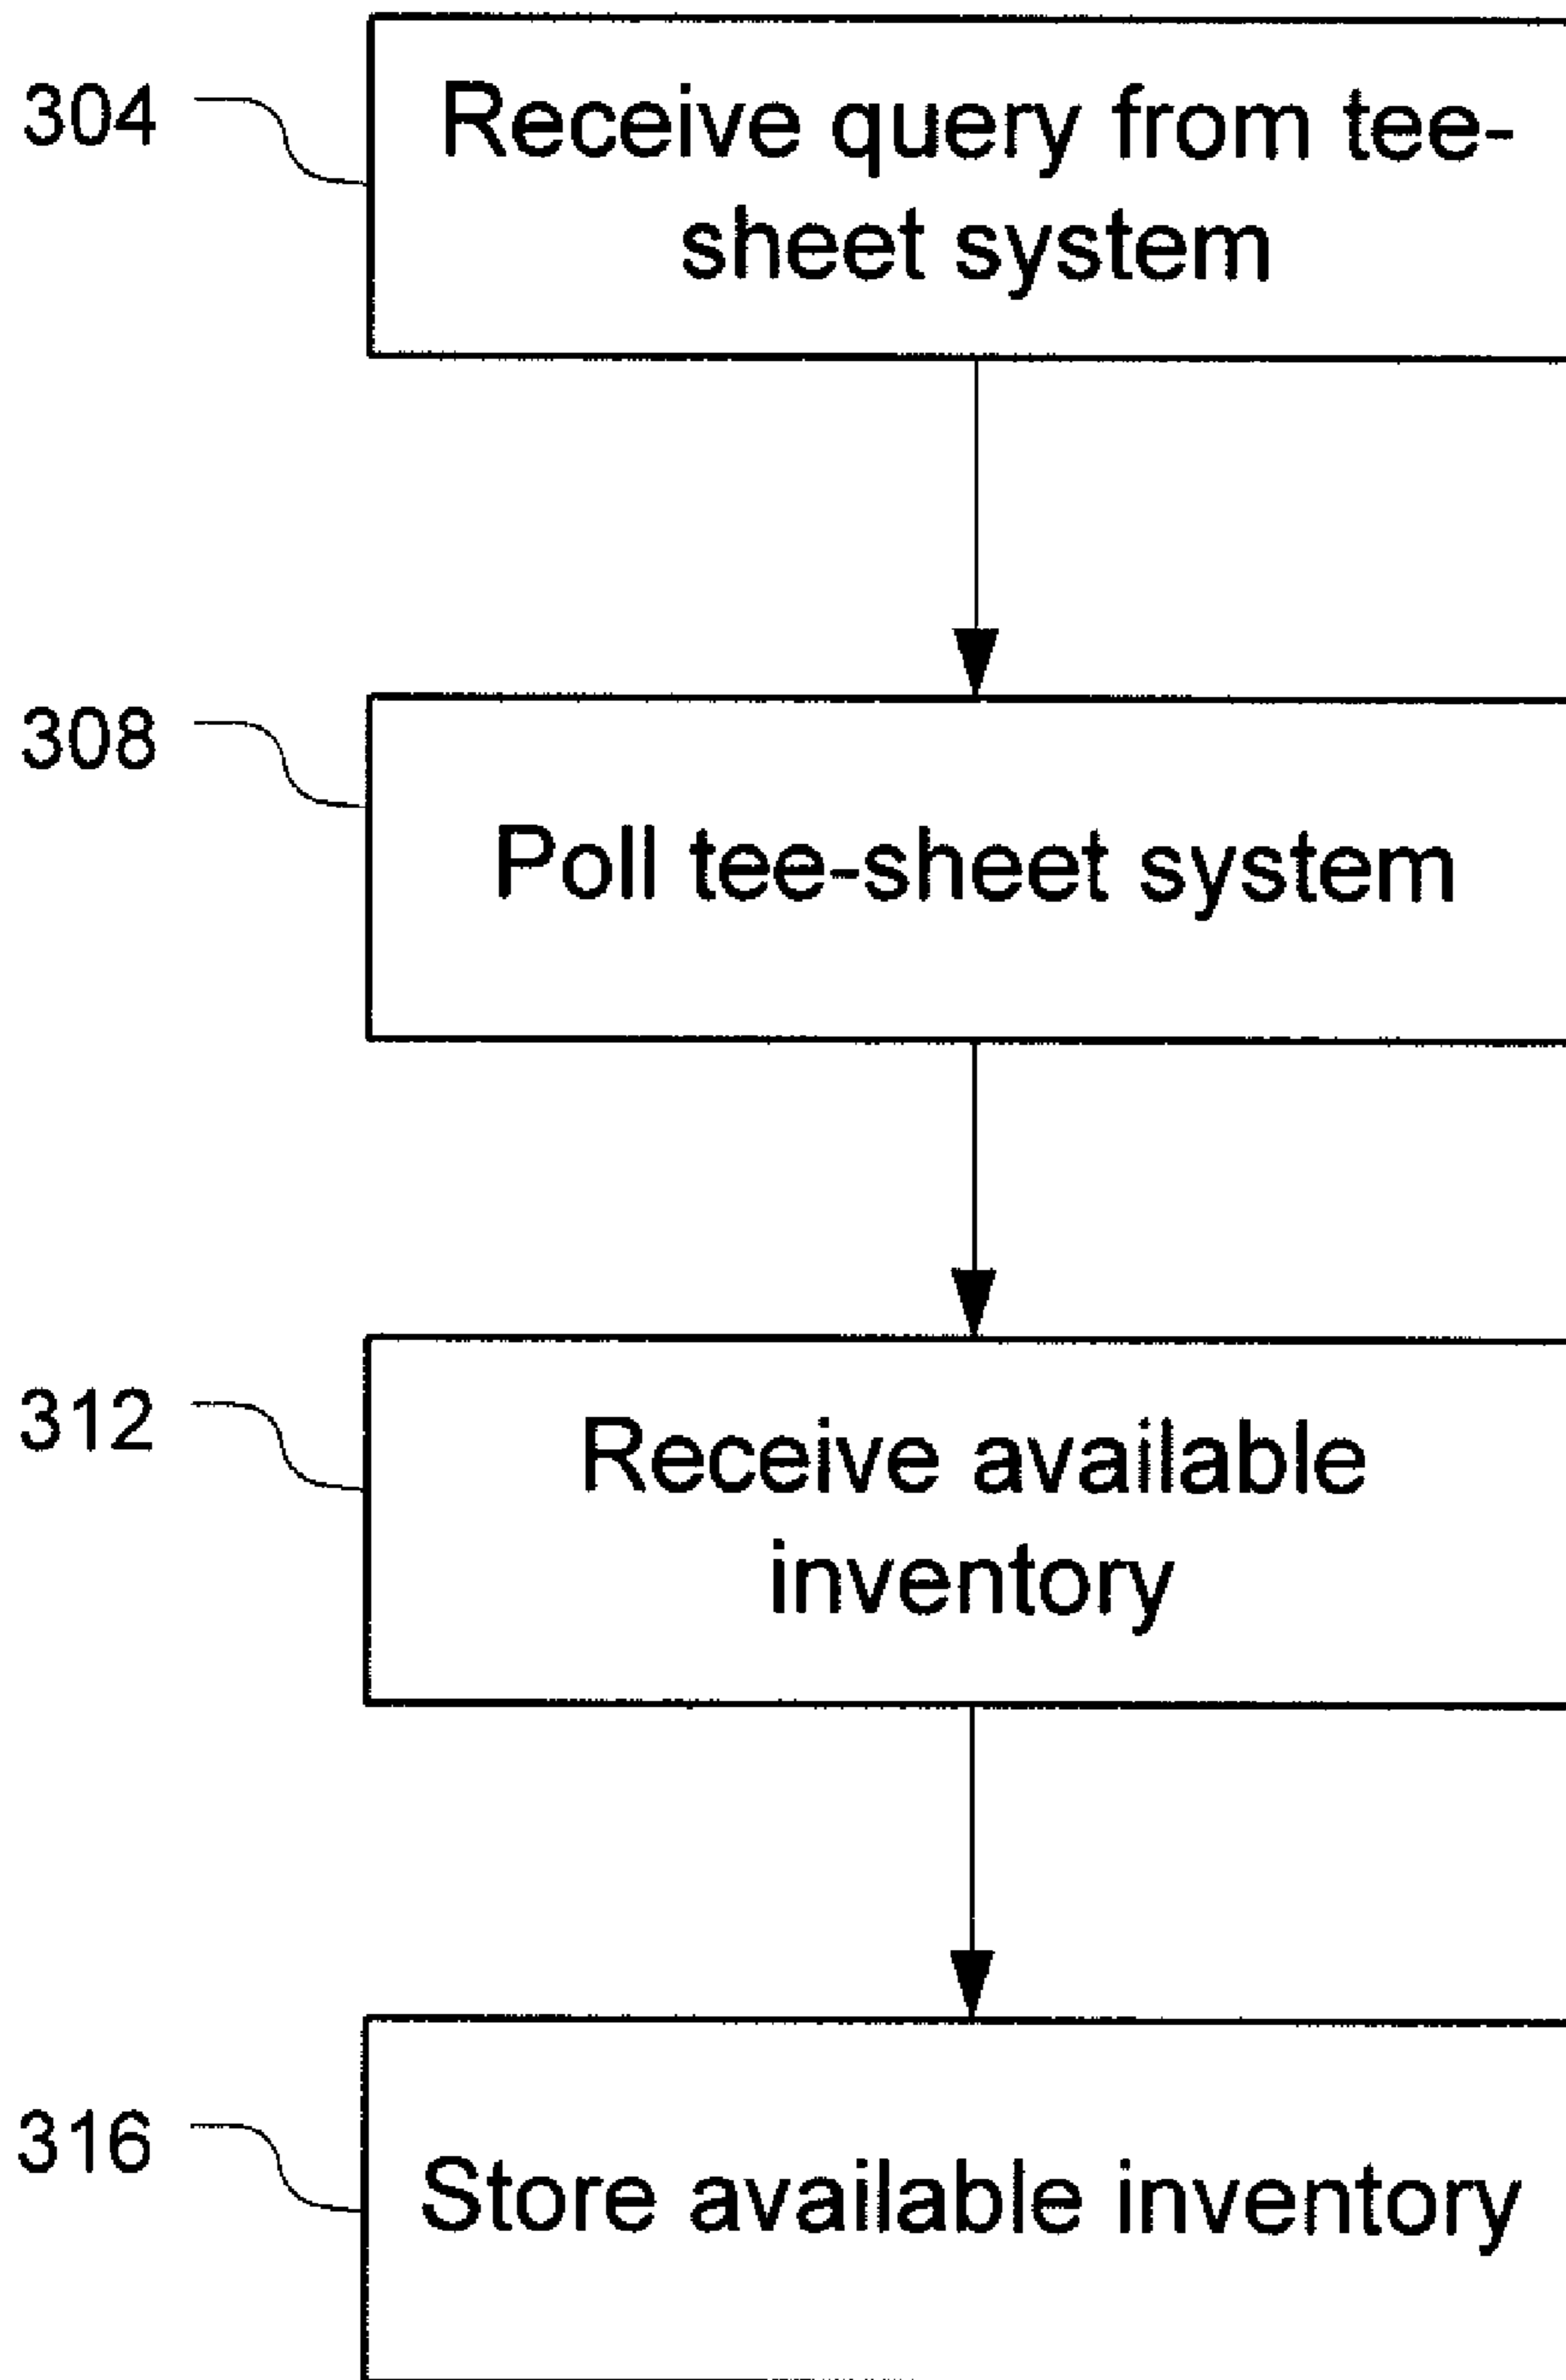 304
Receive query from tee-
sheet system
308
Poll tee-sheet system
312
Receive available
inventory
316
Store available inventory